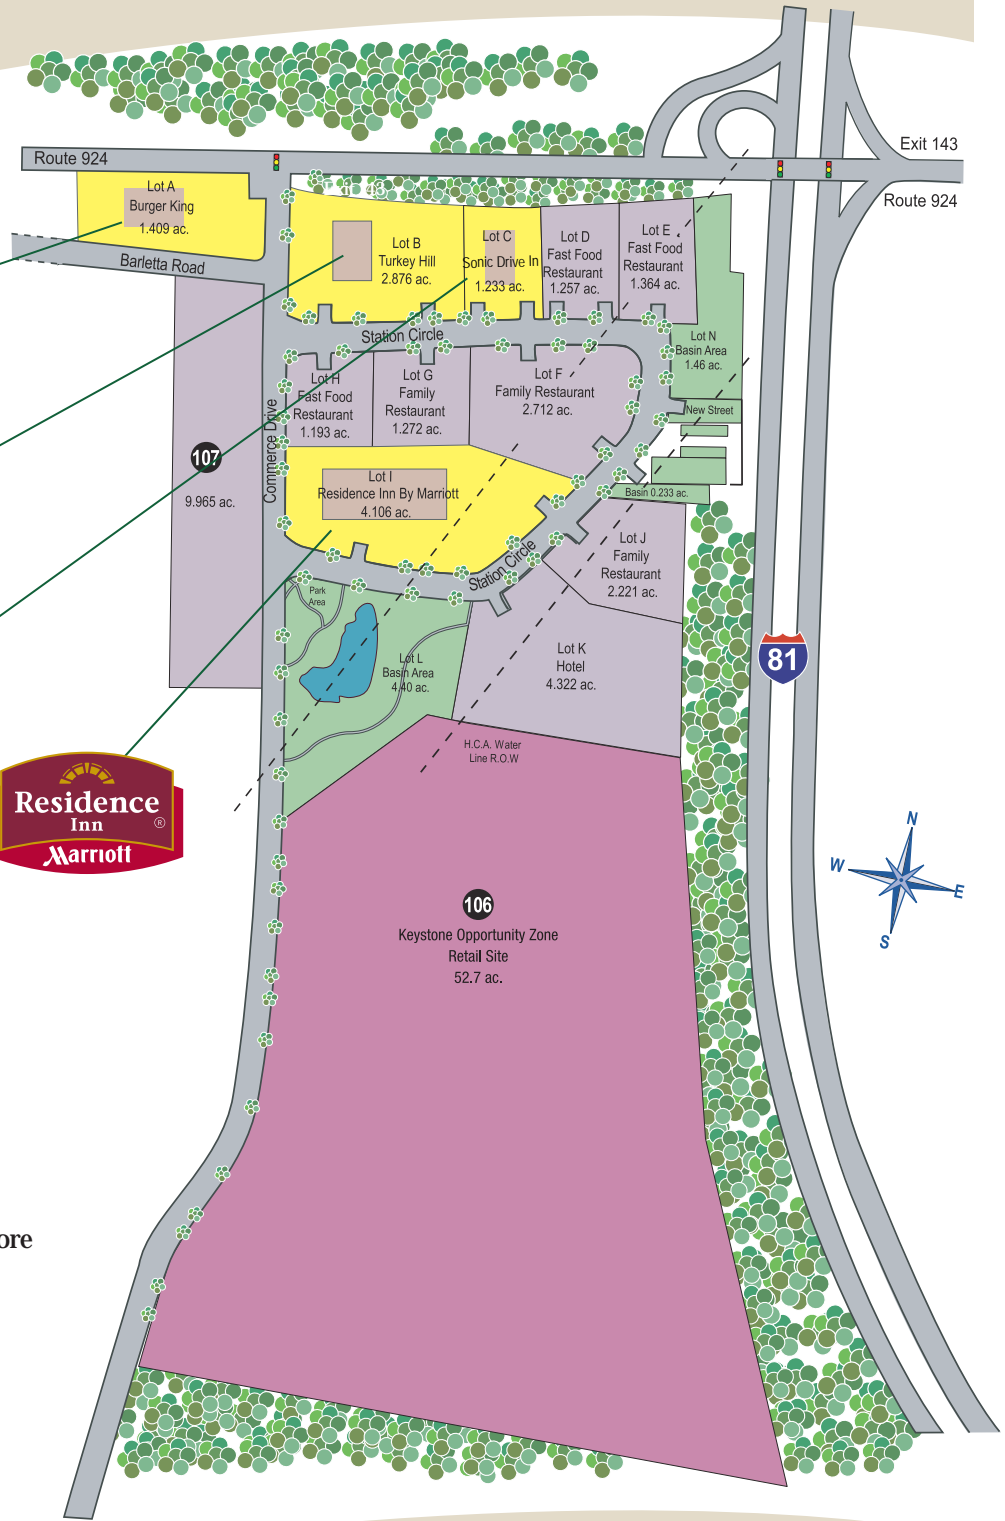 Route 924
Exit 143
Route 924
Exit 143
Lot A
Burger King
1.409 ac.
Barletta Road
Lot B
Turkey Hill
2.876 ac.
Lot C
Sonic Drive In
1.233 ac.
Lot D
Fast Food
Restaurant
1.257 ac.
Lot E
Fast Food
Restaurant
1.364 ac.
Lot N
Basin Area
1.46 ac.
Station Circle
Lot H
Fast Food
Restaurant
1.193 ac.
Lot G
Family
Restaurant
1.272 ac.
Lot F
Family Restaurant
2.712 ac.
New Street
Commerce Drive
107
9.965 ac.
Lot I
Residence Inn By Marriott
4.106 ac.
Basin 0.233 ac.
Lot J
Family
Restaurant
2.221 ac.
Station Circle
Park
Area
Lot L
Basin Area
4.40 ac.
Lot K
Hotel
4.322 ac.
81
H.C.A. Water
Line R.O.W
Residence
Inn
®
Marriott
N
W
E
S
106
Keystone Opportunity Zone
Retail Site
52.7 ac.
ore